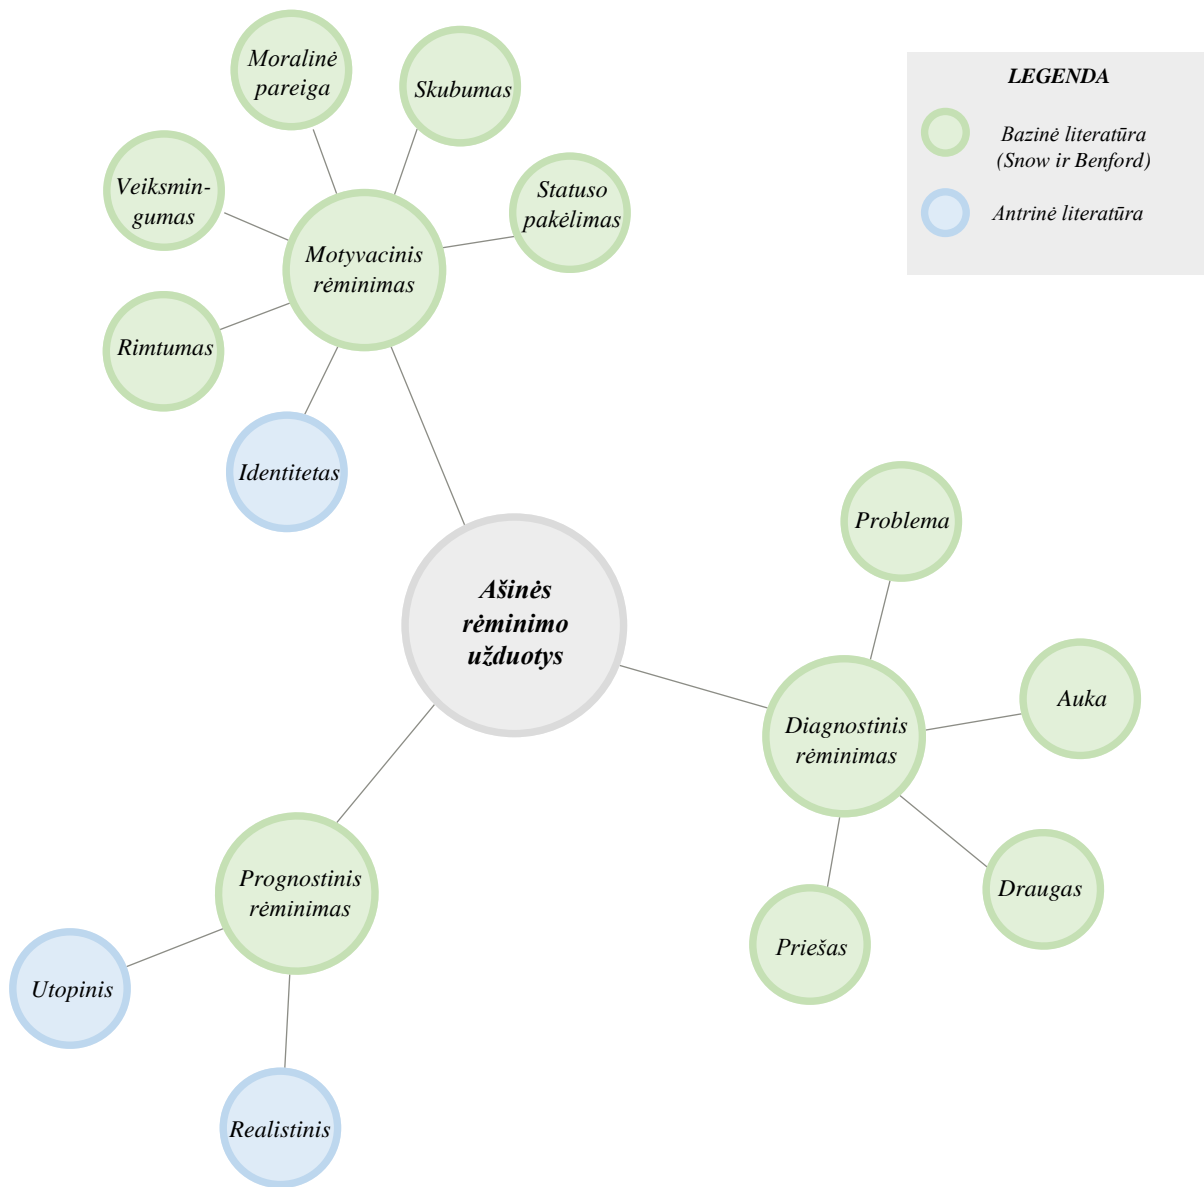 Moralinė
pareiga
Skubumas
Veiksmin-
gumas
Statuso
pakėlimas
Motyvacinis
rėminimas
Rimtumas
Identitetas
LEGENDA
Bazinė literatūra
(Snow ir Benford)
Antrinė literatūra
Ašinės
rėminimo
užduotys
Problema
Auka
Diagnostinis
rėminimas
Draugas
Priešas
Prognostinis
rėminimas
Utopinis
Realistinis